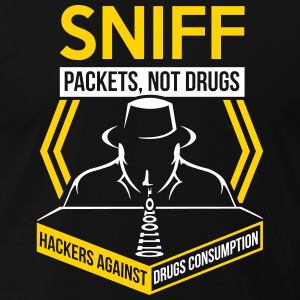 SNIFF
PACKETS, NOT DRUGS
HACKERS AGAINST
DRUGS CONSUMPTION